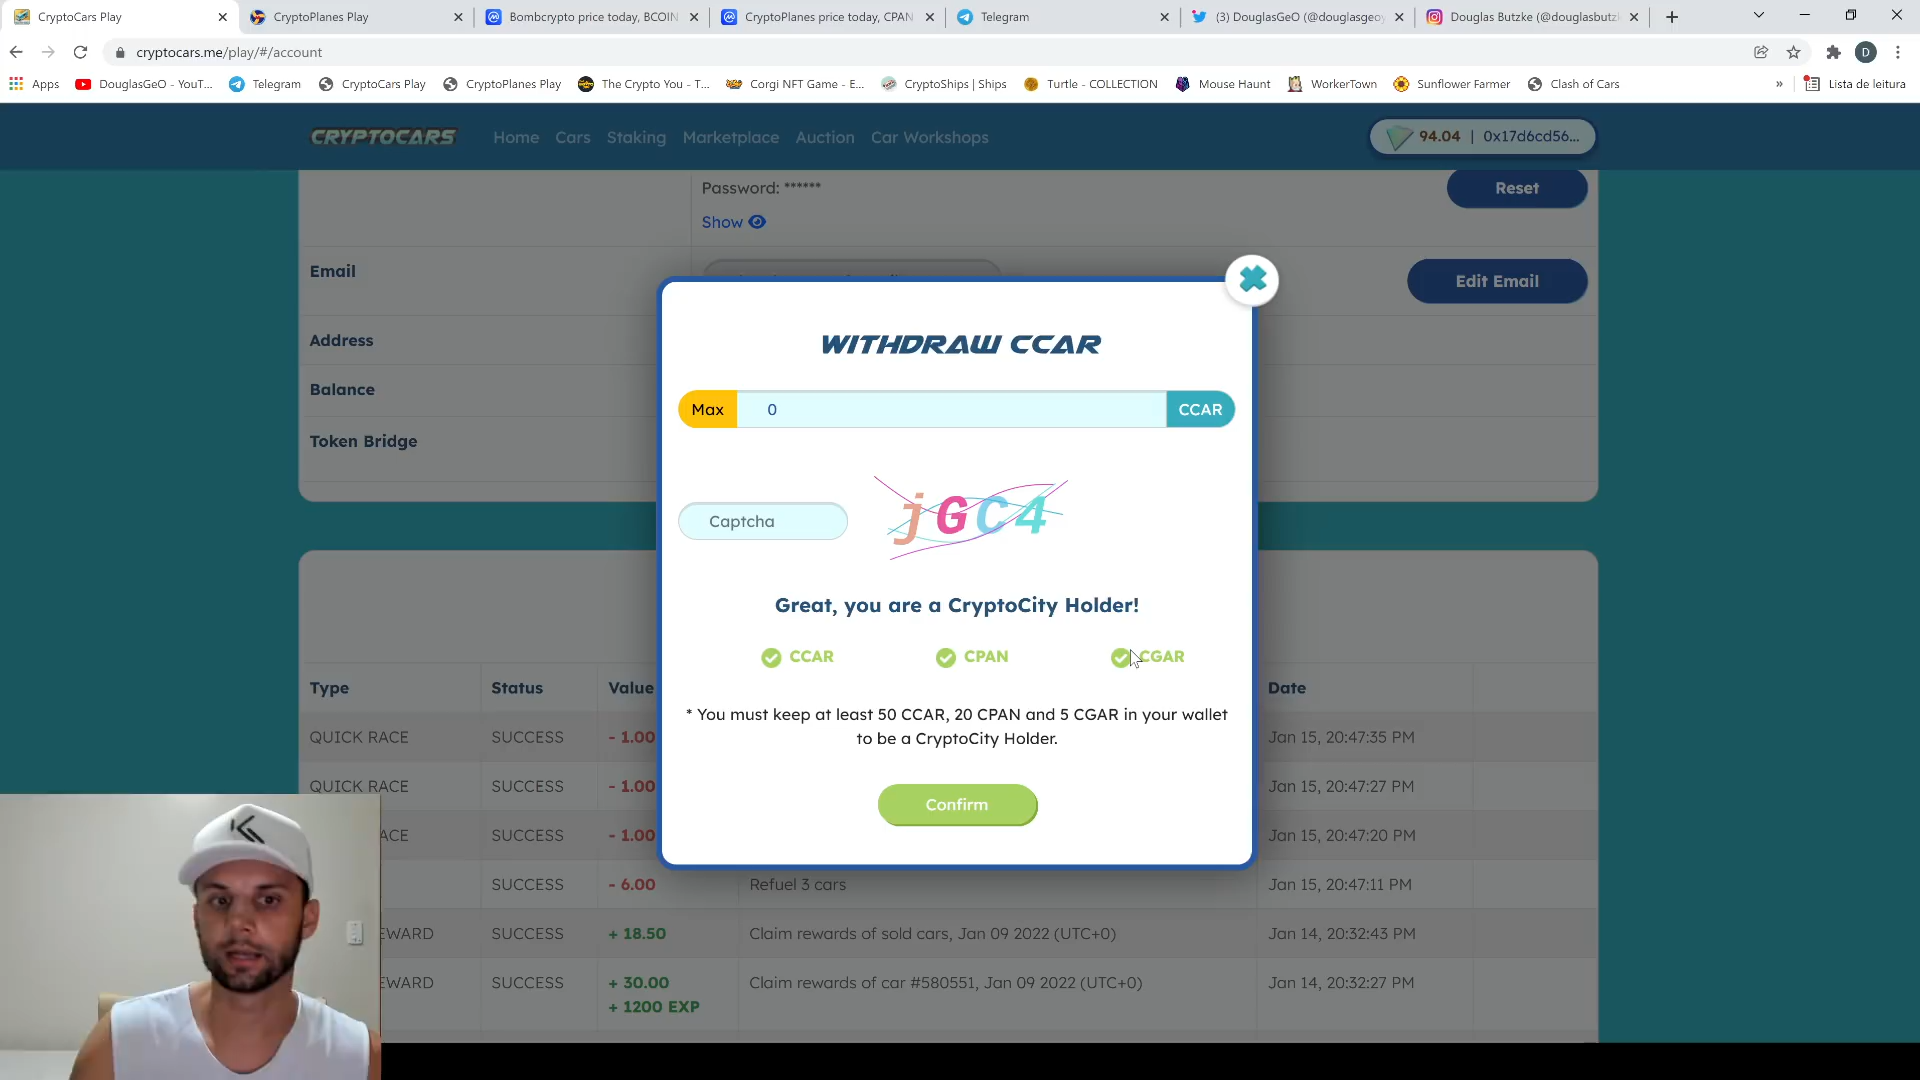 CryptoCars Play
CryptoPlanes Play
Bombcrypto price today, BCOIN
CryptoPlanes price today, CPAN
Telegram
(3) DouglasGeO (@douglasgeoy
Douglas Butzke (@douglasbutzk
cryptocars.me/play/#/account
D
Apps
DouglasGeO - YouT...
Telegram
CryptoCars Play
CryptoPlanes Play
The Crypto You - T...
Corgi NFT Game - E...
CryptoShips | Ships
Turtle - COLLECTION
Mouse Haunt
WorkerTown
Sunflower Farmer
Clash of Cars
»
Lista de leitura
CRYPTOCARS
Home
Cars
Staking
Marketplace
Auction
Car Workshops
94.04 | 0x17d6cd56...
Password: ******
Reset
Show
Email
Edit Email
Address
Balance
Token Bridge
WITHDRAW CCAR
Max
0
CCAR
Captcha
jGC4
Great, you are a CryptoCity Holder!
CCAR
CPAN
CGAR
* You must keep at least 50 CCAR, 20 CPAN and 5 CGAR in your wallet
to be a CryptoCity Holder.
Confirm
Type
Status
Value
Date
QUICK RACE
SUCCESS
- 1.00
Jan 15, 20:47:35 PM
QUICK RACE
SUCCESS
- 1.00
Jan 15, 20:47:27 PM
ACE
SUCCESS
- 1.00
Jan 15, 20:47:20 PM
SUCCESS
- 6.00
Refuel 3 cars
Jan 15, 20:47:11 PM
EWARD
SUCCESS
+ 18.50
Claim rewards of sold cars, Jan 09 2022 (UTC+0)
Jan 14, 20:32:43 PM
EWARD
SUCCESS
+ 30.00
+ 1200 EXP
Claim rewards of car #580551, Jan 09 2022 (UTC+0)
Jan 14, 20:32:27 PM